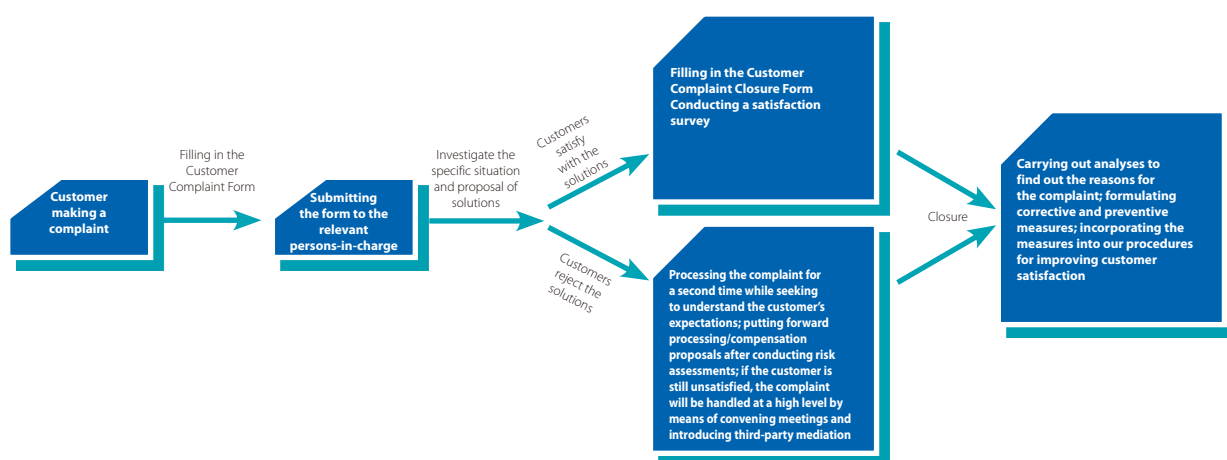 Customer
making a
complaint
Filling in the
Customer
Complaint Form
Submitting
the form to the
relevant
persons-in-charge
Investigate the
specific situation
and proposal of
solutions
Customers
satisfy
with the
solutions
Filling in the Customer
Complaint Closure Form
Conducting a satisfaction
survey
Customers
reject the
solutions
Processing the complaint for
a second time while seeking
to understand the customer’s
expectations; putting forward
processing/compensation
proposals after conducting risk
assessments; if the customer is
still unsatisfied, the complaint
will be handled at a high level by
means of convening meetings and
introducing third-party mediation
Closure
Carrying out analyses to
find out the reasons for
the complaint; formulating
corrective and preventive
measures; incorporating the
measures into our procedures
for improving customer
satisfaction